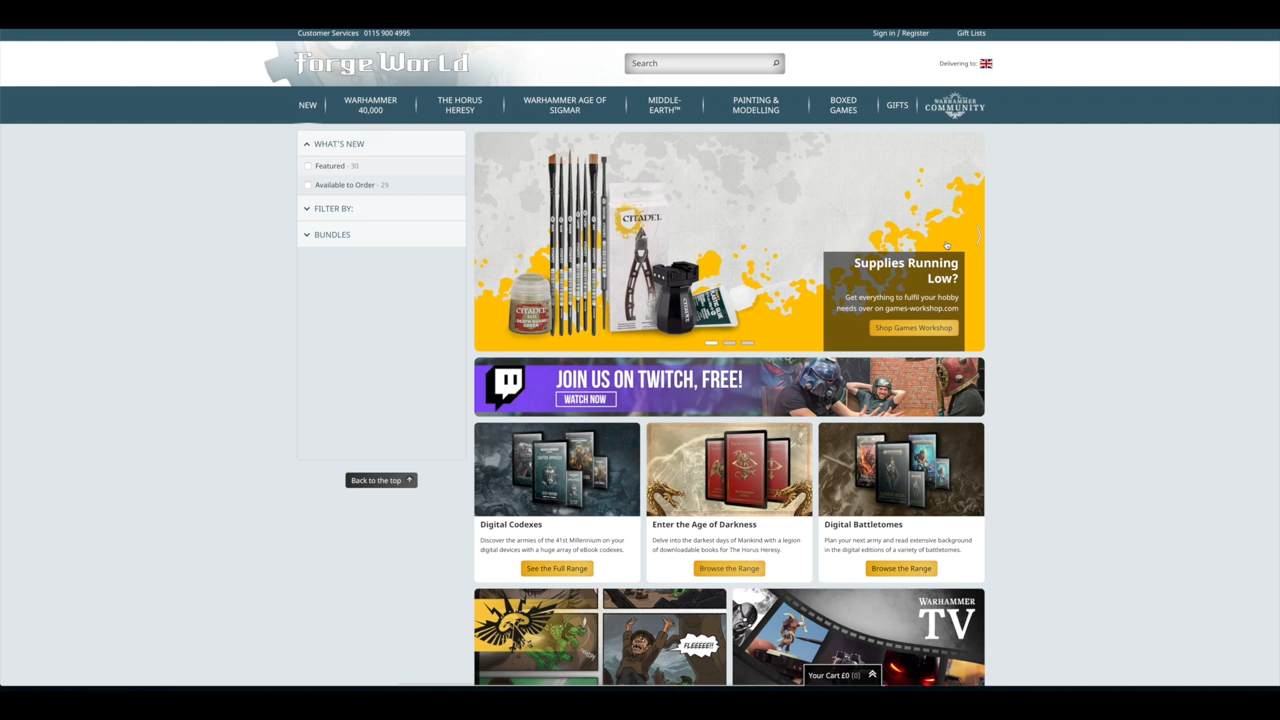 Customer Services 0115 900 4995
Sign in / Register
Gift Lists
Forge World
Search
Delivering to:
NEW
WARHAMMER
40,000
THE HORUS
HERESY
WARHAMMER AGE OF
SIGMAR
MIDDLE-
EARTH™
PAINTING &
MODELLING
BOXED
GAMES
GIFTS
WARHAMMER
COMMUNITY
WHAT'S NEW
Featured - 30
Available to Order - 29
FILTER BY:
BUNDLES
Back to the top
CITADEL
CITADEL
Supplies Running
Low?
Get everything to fulfil your hobby
needs over on games-workshop.com
Shop Games Workshop
JOIN US ON TWITCH, FREE!
WATCH NOW
Digital Codexes
Discover the armies of the 41st Millennium on your
digital devices with a huge array of eBook codexes.
See the Full Range
Enter the Age of Darkness
Delve into the darkest days of Mankind with a legion
of downloadable books for The Horus Heresy.
Browse the Range
Digital Battletomes
Plan your next army and read extensive background
in the digital editions of a variety of battletomes.
Browse the Range
FLEEEEE!!
WARHAMMER
TV
Your Cart £0 (0)